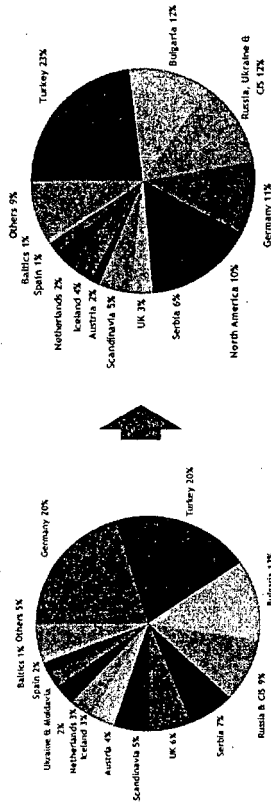 Baltics 1% Others 5%
Spain 2%
Ukraine & Moldavia
2%
Netherlands 3%
Iceland 3%
Austria 4%
Scandinavia 5%
UK 6%
Serbia 7%
Russia & CIS 9%
Bulgaria
Turkey 20%
Germany 20%
Others 9%
Baltics 1%
Spain 1%
Netherlands 2%
Iceland 4%
Austria 2%
Scandinavia 5%
UK 3%
Serbia 6%
North America 10%
Germany 11%
Russia, Ukraine &
CIS 12%
Bulgaria 12%
Turkey 23%